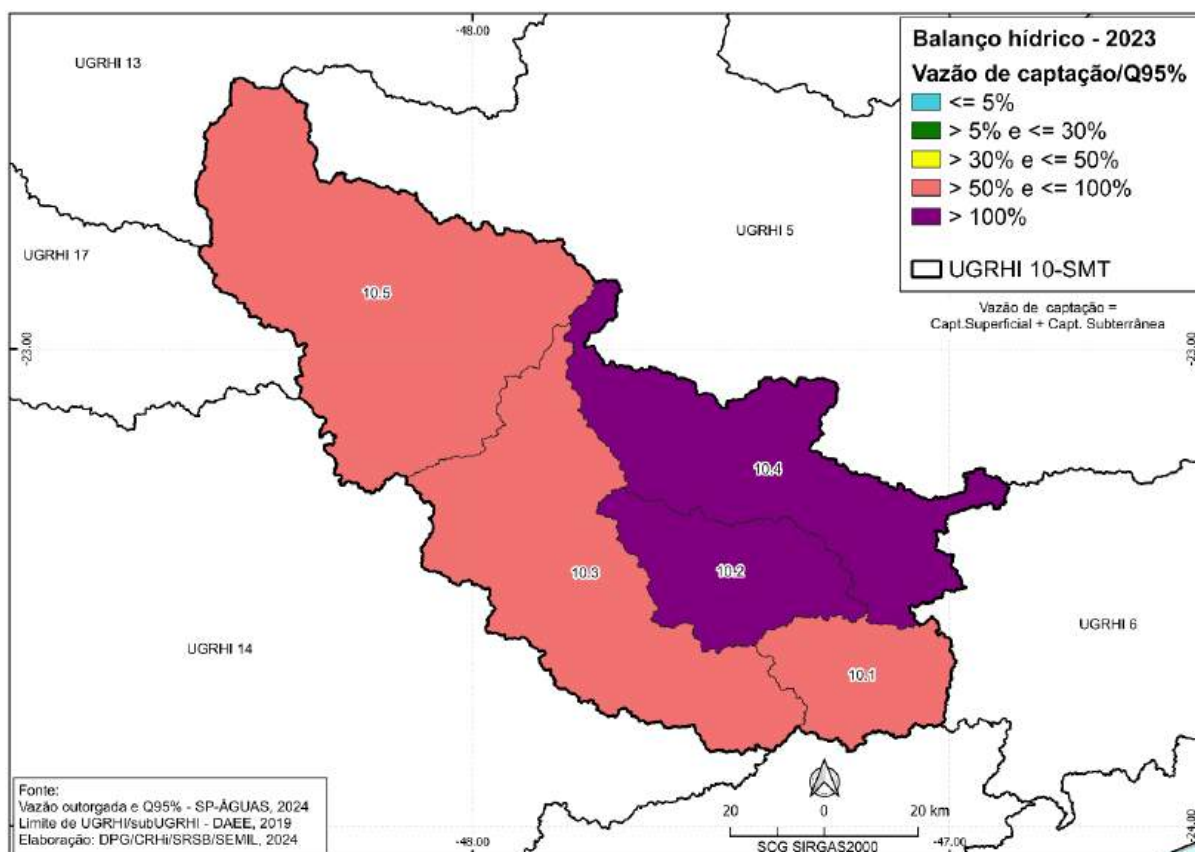 -48.00
UGRHI 13
Balanço hídrico - 2023
Vazão de captação/Q95%
<= 5%
> 5% e <= 30%
> 30% e <= 50%
> 50% e <= 100%
> 100%
UGRHI 10-SMT
Vazão de captação =
Capt.Superficial + Capt. Subterrânea
UGRHI 5
UGRHI 17
10.5
-23.00
-23.00
10.4
10.3
10.2
UGRHI 14
UGRHI 6
10.1
Fonte:
Vazão outorgada e Q95% - SP-ÁGUAS, 2024
Limite de UGRHI/subUGRHI - DAEE, 2019
Elaboração: DPG/CRHi/SRSB/SEMIL, 2024
20 0 20 km
SCG SIRGAS2000
-48.00
-47.00
-24.00